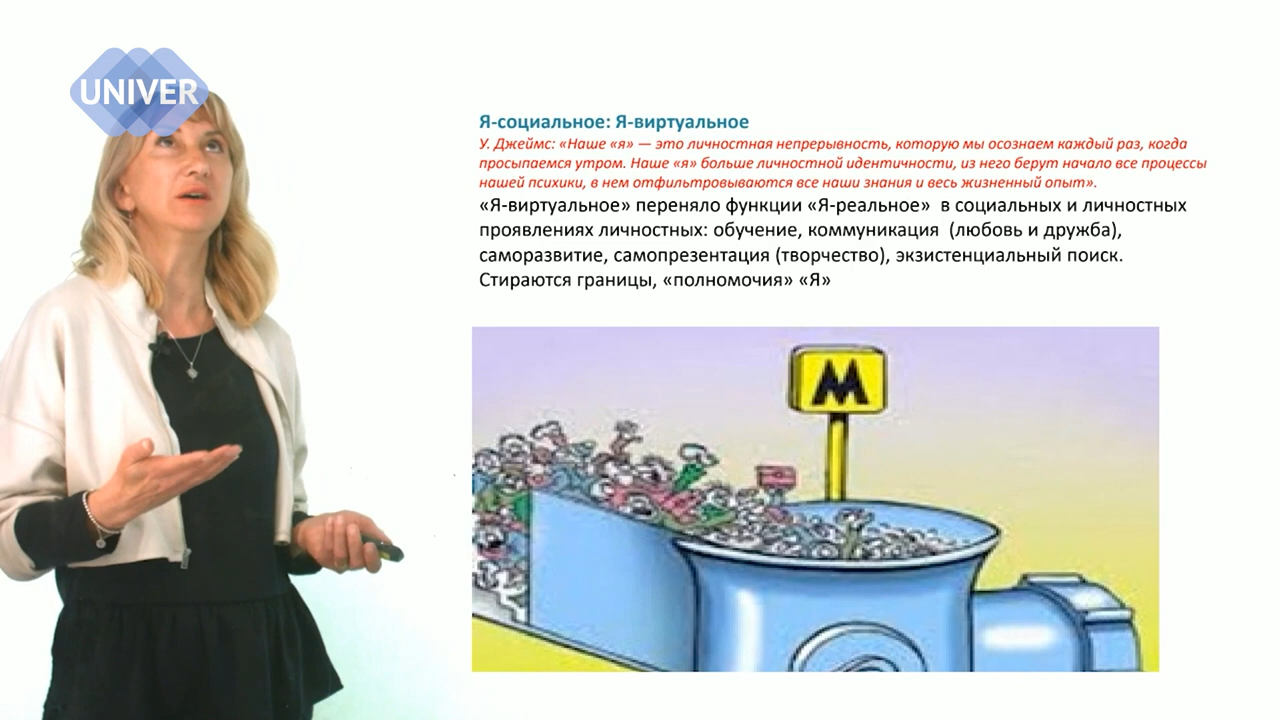 UNIVER
Я-социальное: Я-виртуальное
У. Джеймс: «Наше «я» — это личностная непрерывность, которую мы осознаем каждый раз, когда
просыпаемся утром. Наше «я» больше личностной идентичности, из него берут начало все процессы
нашей психики, в нем отфильтровываются все наши знания и весь жизненный опыт».
«Я-виртуальное» переняло функции «Я-реальное» в социальных и личностных
проявлениях личностных: обучение, коммуникация (любовь и дружба),
саморазвитие, самопрезентация (творчество), экзистенциальный поиск.
Стираются границы, «полномочия» «Я»
М